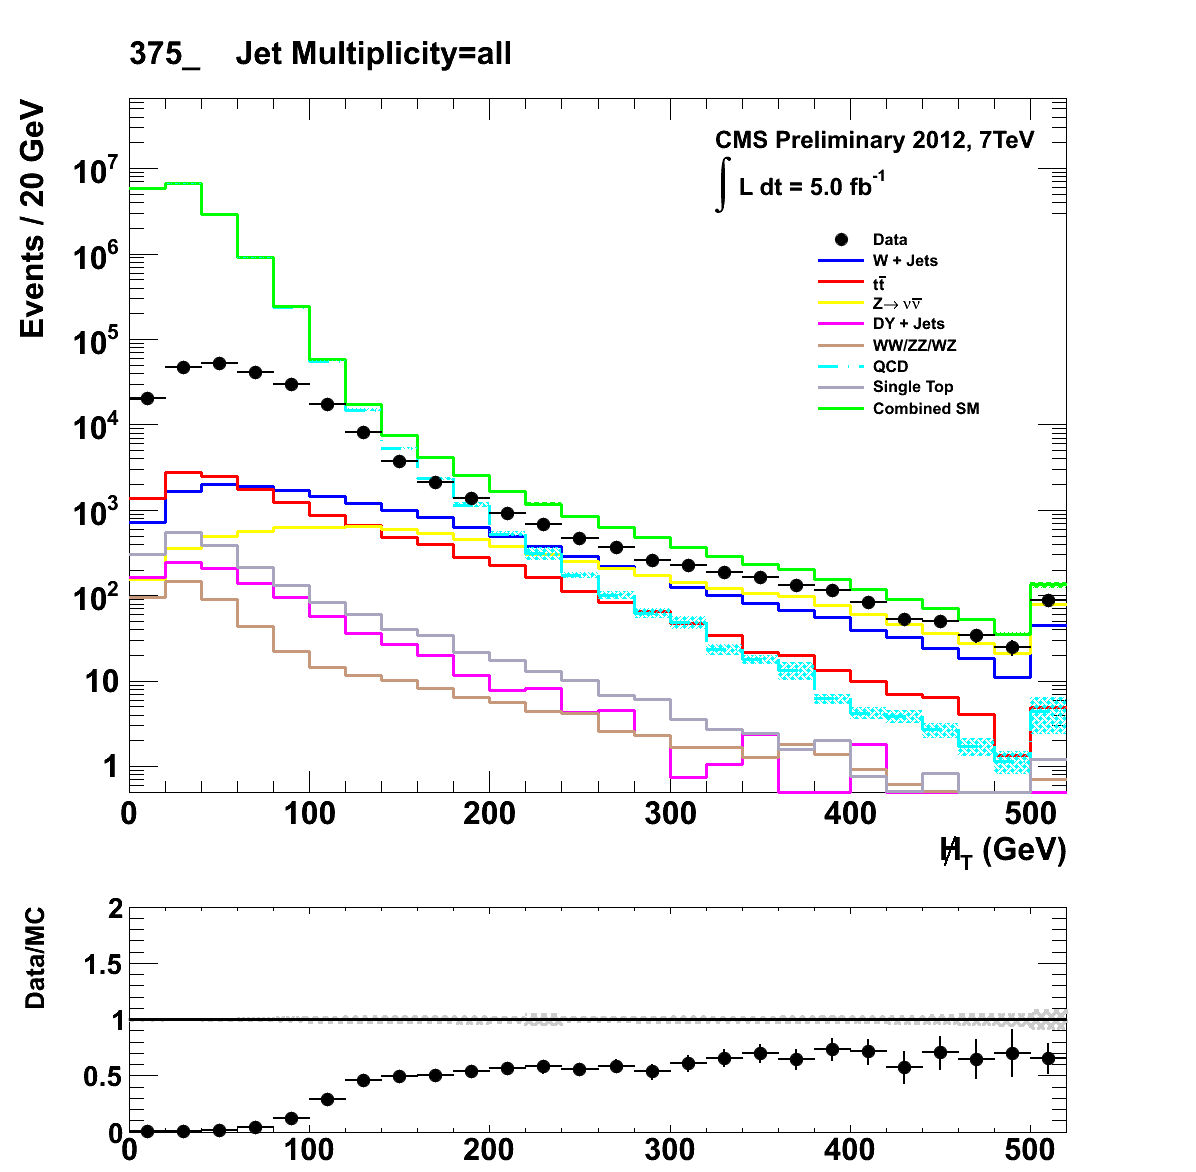 375_ Jet Multiplicity=all
Events / 20 GeV
10⁷
10⁶
10⁵
10⁴
10³
10²
10
1
CMS Preliminary 2012, 7TeV
∫ L dt = 5.0 fb⁻¹
Data
W + Jets
tt̅
Z→ νν̅
DY + Jets
WW/ZZ/WZ
QCD
Single Top
Combined SM
0 100 200 300 400 500
H̸_T (GeV)
Data/MC
2
1.5
1
0.5
0
0 100 200 300 400 500